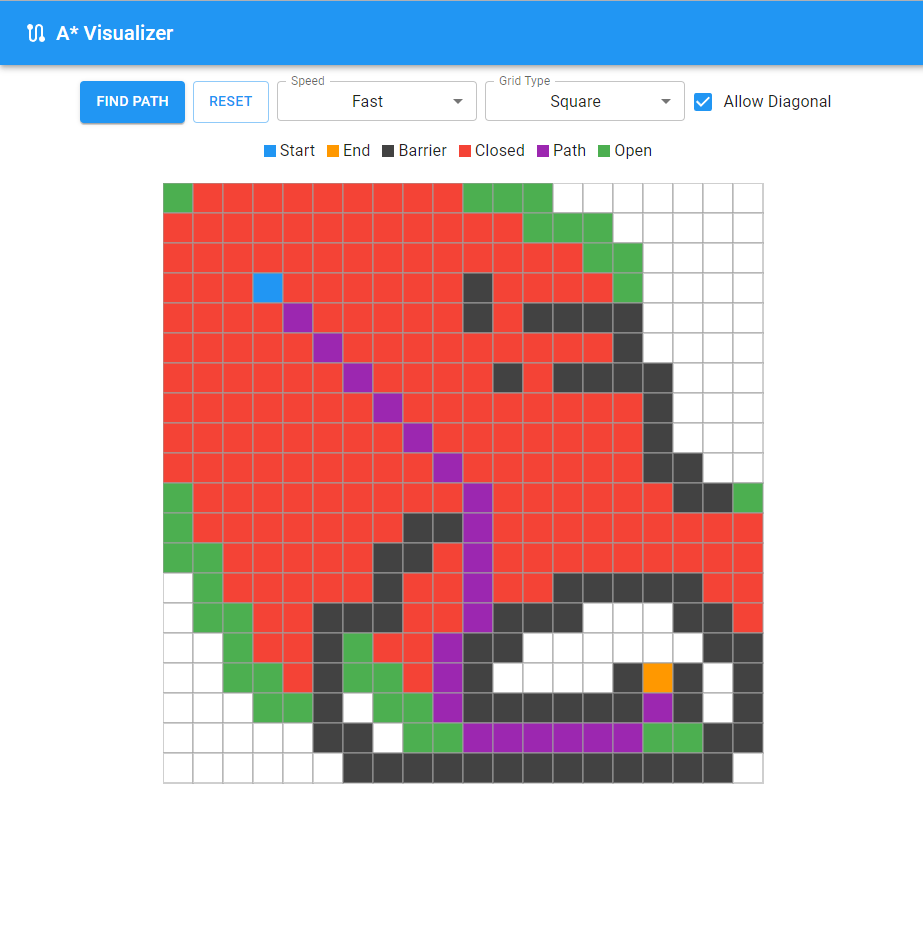 A* Visualizer
FIND PATH RESET Speed Fast Grid Type Square Allow Diagonal
Start End Barrier Closed Path Open